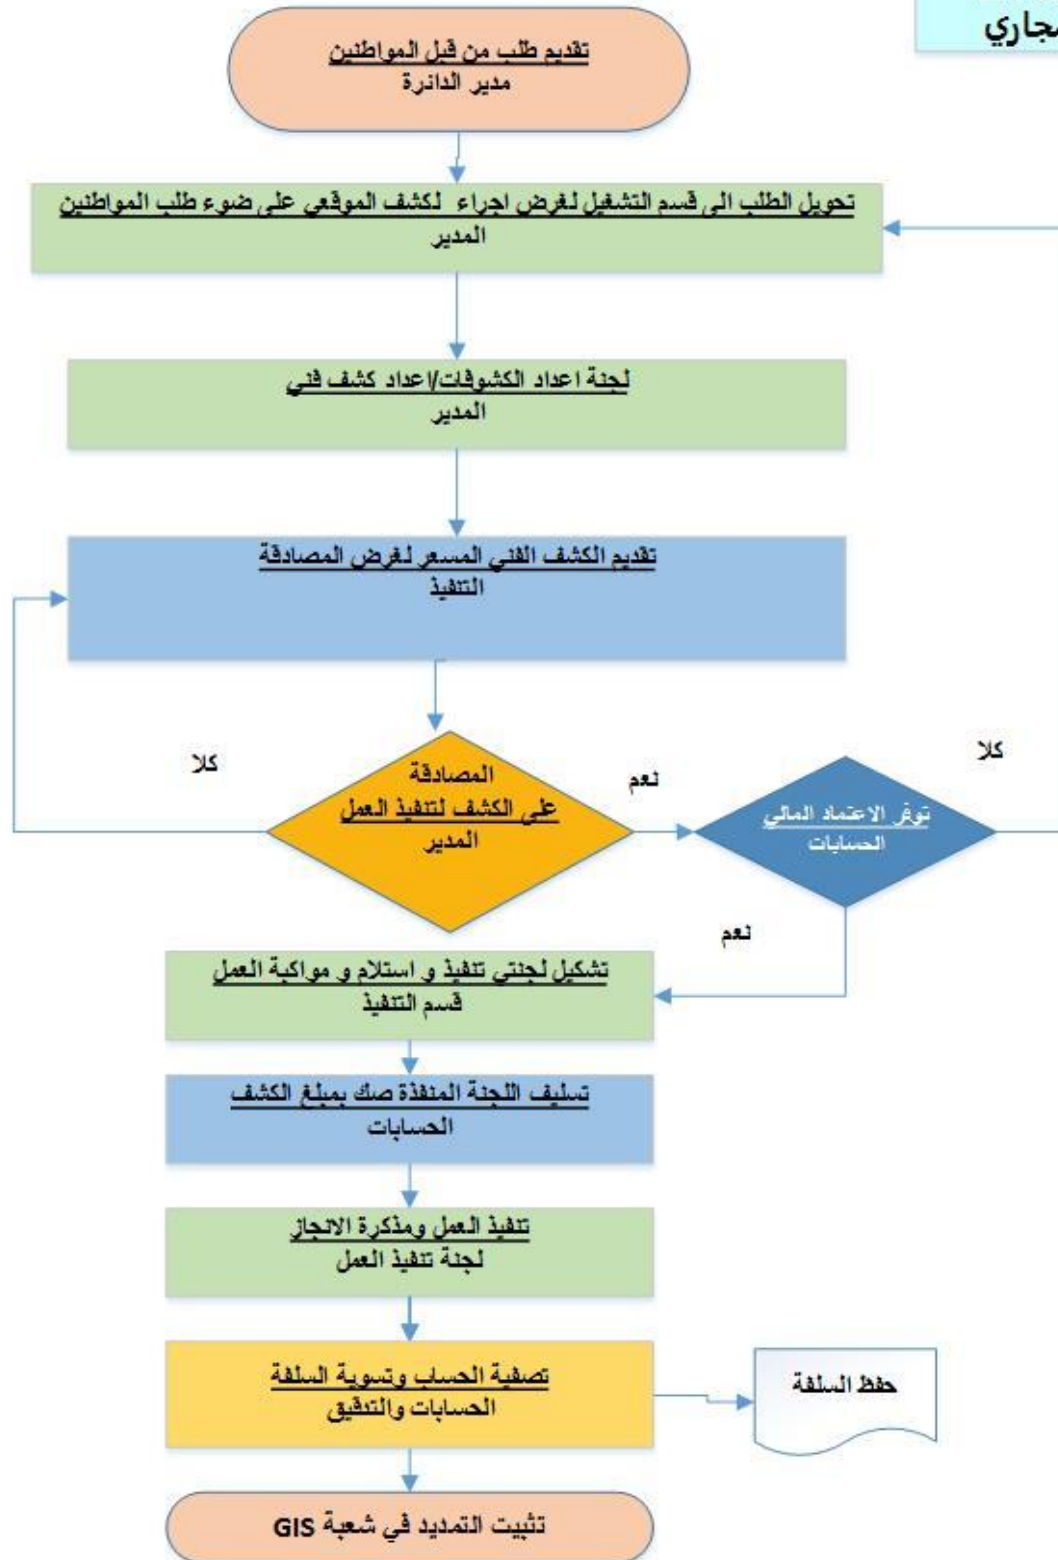 مجاري
تقديم طلب من قبل المواطنين
مدير الدائرة
تحويل الطلب الى قسم التشغيل لغرض اجراء لكشف الموقعي على ضوء طلب المواطنين
المدير
لجنة اعداد الكشوفات/اعداد كشف فني
المدير
تقديم الكشف الفني المسعر لغرض المصادقة
التنفيذ
المصادقة
على الكشف لتنفيذ العمل
المدير
كلا
نعم
توفر الاعتماد المالي
الحسابات
كلا
نعم
تشكيل لجنتي تنفيذ و استلام و مواكبة العمل
قسم التنفيذ
تسليف اللجنة المنفذة صك بمبلغ الكشف
الحسابات
تنفيذ العمل ومذكرة الانجاز
لجنة تنفيذ العمل
تصفية الحساب وتسوية السلفة
الحسابات والتدقيق
حفظ السلفة
تثبيت التمديد في شعبة GIS